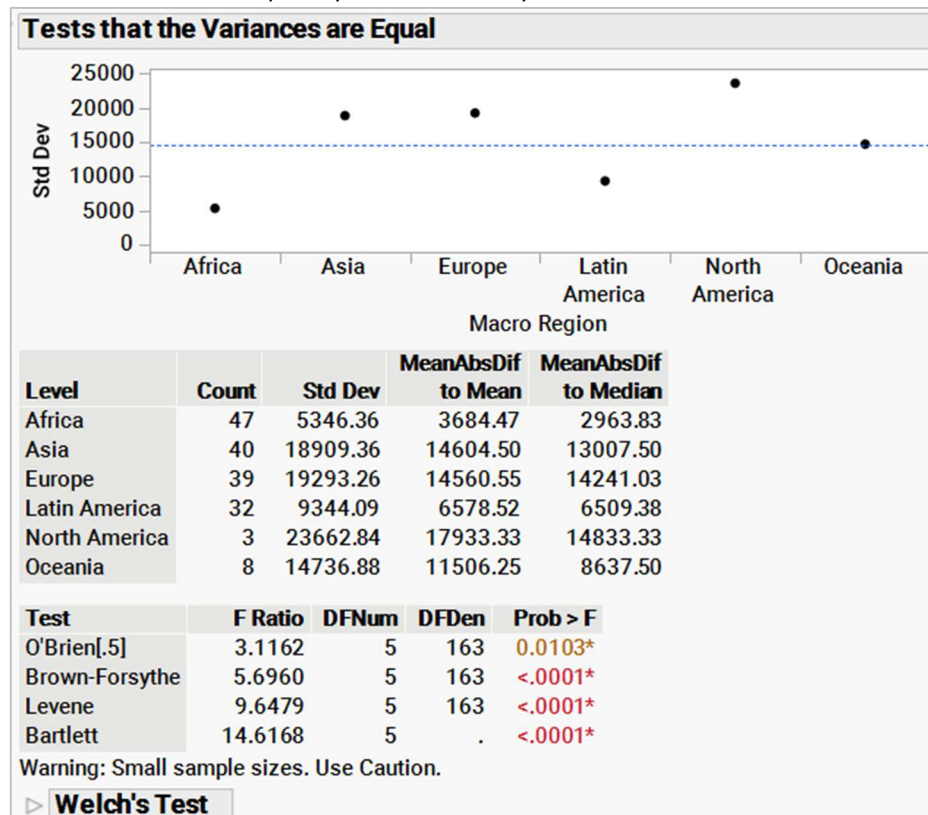 Tests that the Variances are Equal
25000
20000
15000
10000
5000
0
Std Dev
Africa Asia Europe Latin America North America Oceania
Macro Region
Level Count Std Dev MeanAbsDif to Mean MeanAbsDif to Median
Africa 47 5346.36 3684.47 2963.83
Asia 40 18909.36 14604.50 13007.50
Europe 39 19293.26 14560.55 14241.03
Latin America 32 9344.09 6578.52 6509.38
North America 3 23662.84 17933.33 14833.33
Oceania 8 14736.88 11506.25 8637.50
Test F Ratio DFNum DFDen Prob > F
O'Brien[.5] 3.1162 5 163 0.0103*
Brown-Forsythe 5.6960 5 163 <.0001*
Levene 9.6479 5 163 <.0001*
Bartlett 14.6168 5 . <.0001*
Warning: Small sample sizes. Use Caution.
Welch's Test